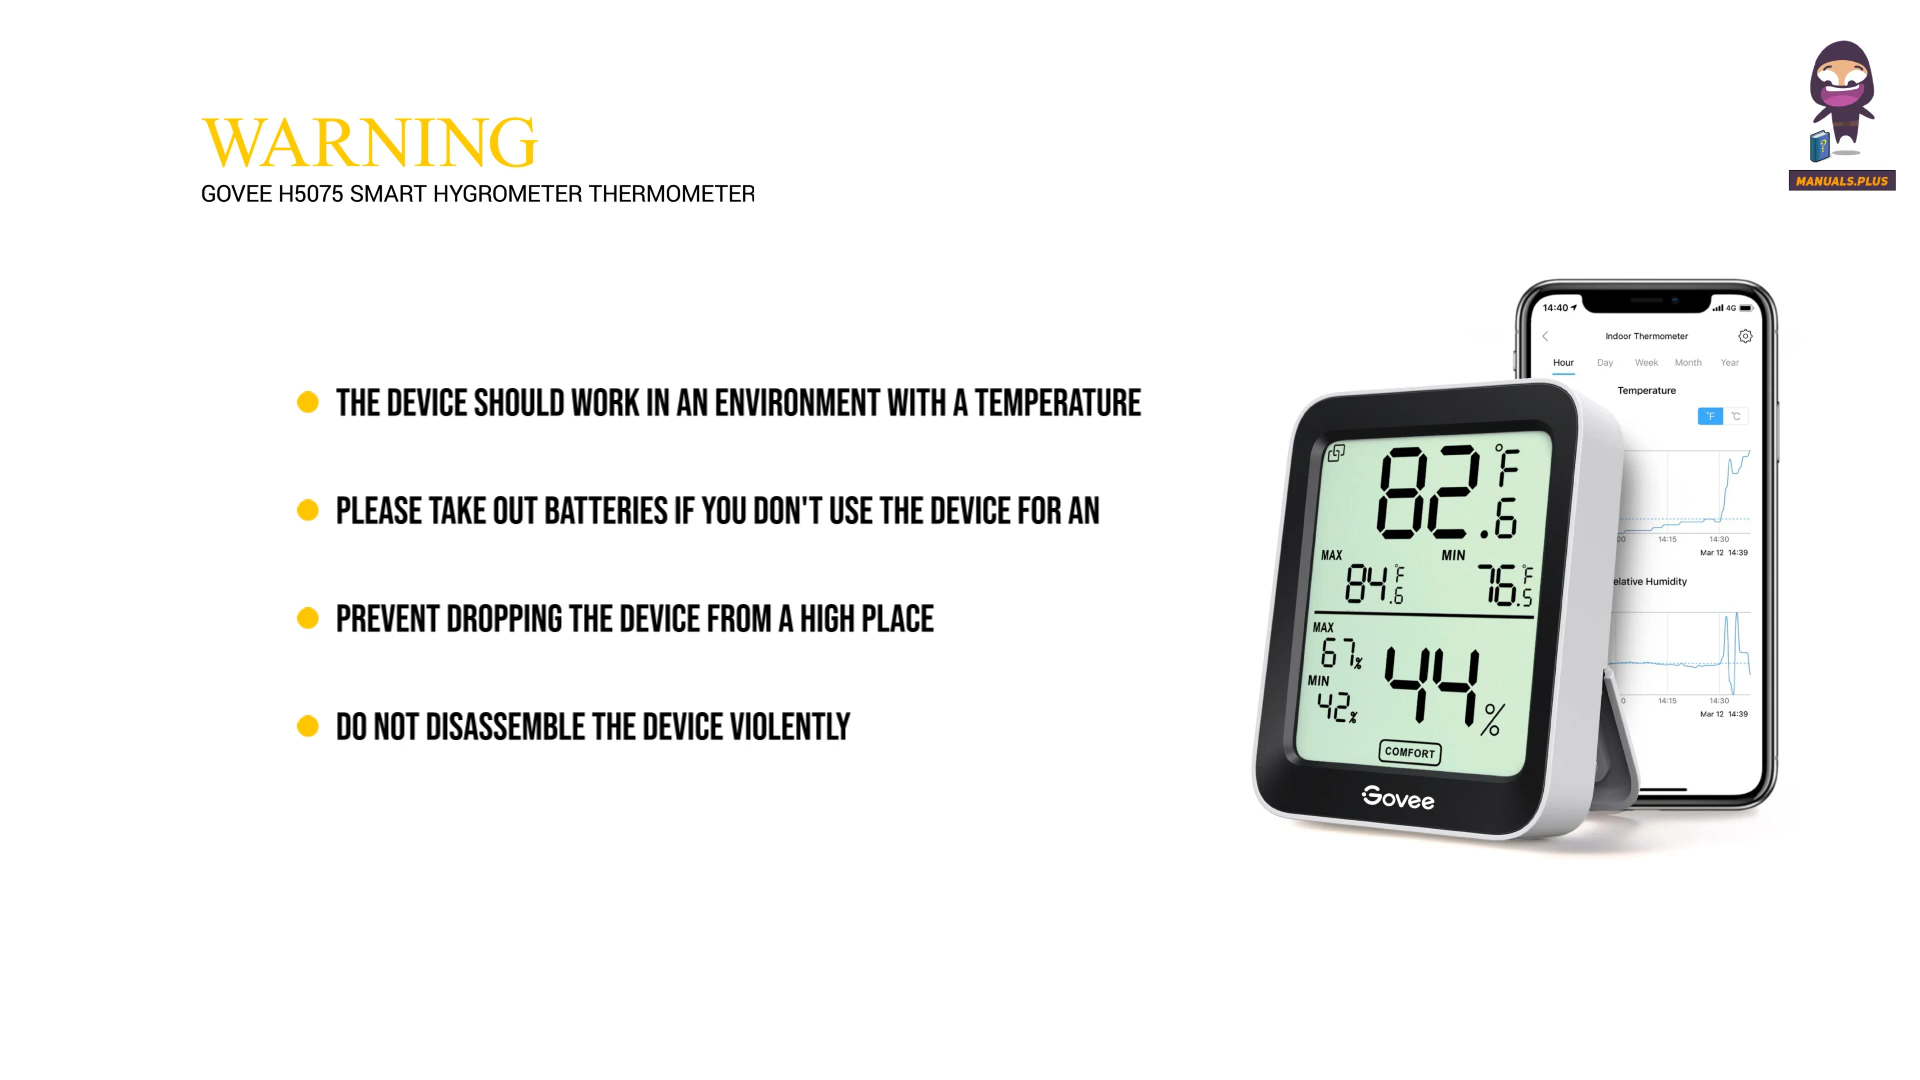 WARNING
GOVEE H5075 SMART HYGROMETER THERMOMETER
MANUALS.PLUS
THE DEVICE SHOULD WORK IN AN ENVIRONMENT WITH A TEMPERATURE
PLEASE TAKE OUT BATTERIES IF YOU DON'T USE THE DEVICE FOR AN
PREVENT DROPPING THE DEVICE FROM A HIGH PLACE
DO NOT DISASSEMBLE THE DEVICE VIOLENTLY
14:40 4G
Indoor Thermometer
Hour Day Week Month Year
Temperature
°F °C
00 14:15 14:30
Mar 12 14:39
elative Humidity
0 14:15 14:30
Mar 12 14:39
82.6 °F
MAX MIN
84.6 °F 76.5 °F
MAX
67%
MIN
42%
44%
COMFORT
Govee
?